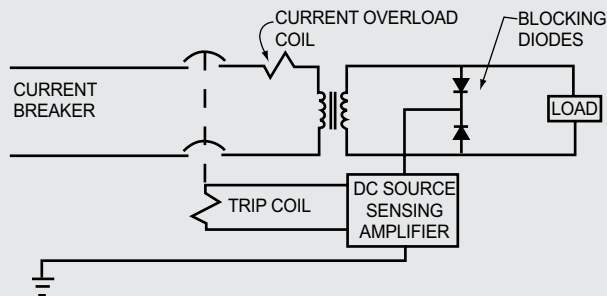 CURRENT OVERLOAD
COIL
BLOCKING
DIODES
CURRENT
BREAKER
LOAD
TRIP COIL
DC SOURCE
SENSING
AMPLIFIER